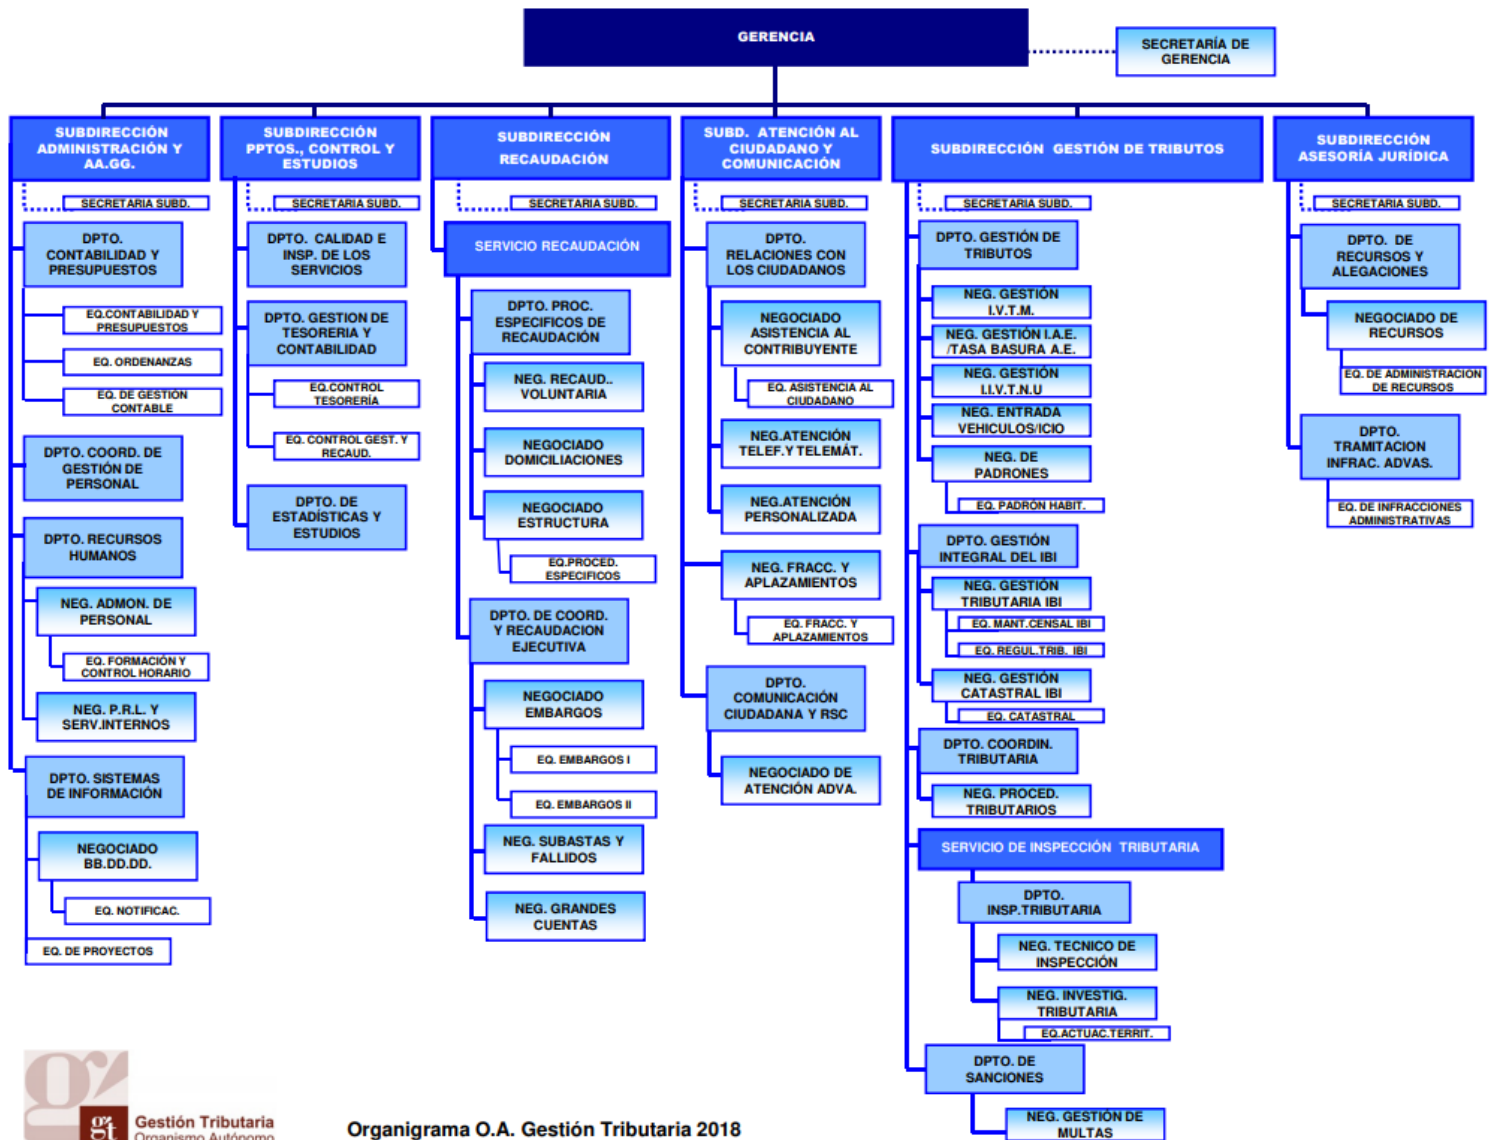 GERENCIA
SECRETARÍA DE
GERENCIA
SUBDIRECCIÓN
ADMINISTRACIÓN Y
AA.GG.
SECRETARIA SUBD.
DPTO.
CONTABILIDAD Y
PRESUPUESTOS
EQ.CONTABILIDAD Y
PRESUPUESTOS
EQ. ORDENANZAS
EQ. DE GESTIÓN
CONTABLE
DPTO. COORD. DE
GESTIÓN DE
PERSONAL
DPTO. RECURSOS
HUMANOS
NEG. ADMON. DE
PERSONAL
EQ. FORMACIÓN Y
CONTROL HORARIO
NEG. P.R.L. Y
SERV.INTERNOS
DPTO. SISTEMAS
DE INFORMACIÓN
NEGOCIADO
BB.DD.DD.
EQ. NOTIFICAC.
EQ. DE PROYECTOS
SUBDIRECCIÓN
PPTOS., CONTROL Y
ESTUDIOS
SECRETARIA SUBD.
DPTO. CALIDAD E
INSP. DE LOS
SERVICIOS
DPTO. GESTION DE
TESORERIA Y
CONTABILIDAD
EQ.CONTROL
TESORERÍA
EQ. CONTROL GEST. Y
RECAUD.
DPTO. DE
ESTADÍSTICAS Y
ESTUDIOS
SUBDIRECCIÓN
RECAUDACIÓN
SECRETARIA SUBD.
SERVICIO RECAUDACIÓN
DPTO. PROC.
ESPECIFICOS DE
RECAUDACIÓN
NEG. RECAUD..
VOLUNTARIA
NEGOCIADO
DOMICILIACIONES
NEGOCIADO
ESTRUCTURA
EQ.PROCED.
ESPECIFICOS
DPTO. DE COORD.
Y RECAUDACION
EJECUTIVA
NEGOCIADO
EMBARGOS
EQ. EMBARGOS I
EQ. EMBARGOS II
NEG. SUBASTAS Y
FALLIDOS
NEG. GRANDES
CUENTAS
SUBD. ATENCIÓN AL
CIUDADANO Y
COMUNICACIÓN
SECRETARIA SUBD.
DPTO.
RELACIONES CON
LOS CIUDADANOS
NEGOCIADO
ASISTENCIA AL
CONTRIBUYENTE
EQ. ASISTENCIA AL
CIUDADANO
NEG.ATENCIÓN
TELEF.Y TELEMÁT.
NEG.ATENCIÓN
PERSONALIZADA
NEG. FRACC. Y
APLAZAMIENTOS
EQ. FRACC. Y
APLAZAMIENTOS
DPTO.
COMUNICACIÓN
CIUDADANA Y RSC
NEGOCIADO DE
ATENCIÓN ADVA.
SUBDIRECCIÓN GESTIÓN DE TRIBUTOS
SECRETARIA SUBD.
DPTO. GESTIÓN DE
TRIBUTOS
NEG. GESTIÓN
I.V.T.M.
NEG. GESTIÓN I.A.E.
/TASA BASURA A.E.
NEG. GESTIÓN
I.I.V.T.N.U
NEG. ENTRADA
VEHICULOS/ICIO
NEG. DE
PADRONES
EQ. PADRÓN HABIT.
DPTO. GESTIÓN
INTEGRAL DEL IBI
NEG. GESTIÓN
TRIBUTARIA IBI
EQ. MANT.CENSAL IBI
EQ. REGUL.TRIB. IBI
NEG. GESTIÓN
CATASTRAL IBI
EQ. CATASTRAL
DPTO. COORDIN.
TRIBUTARIA
NEG. PROCED.
TRIBUTARIOS
SERVICIO DE INSPECCIÓN TRIBUTARIA
DPTO.
INSP.TRIBUTARIA
NEG. TECNICO DE
INSPECCIÓN
NEG. INVESTIG.
TRIBUTARIA
EQ.ACTUAC.TERRIT.
DPTO. DE
SANCIONES
NEG. GESTIÓN DE
MULTAS
SUBDIRECCIÓN
ASESORÍA JURÍDICA
SECRETARIA SUBD.
DPTO. DE
RECURSOS Y
ALEGACIONES
NEGOCIADO DE
RECURSOS
EQ. DE ADMINISTRACION
DE RECURSOS
DPTO.
TRAMITACION
INFRAC. ADVAS.
EQ. DE INFRACCIONES
ADMINISTRATIVAS
gt
gt
Gestión Tributaria
Organismo Autónomo
Organigrama O.A. Gestión Tributaria 2018